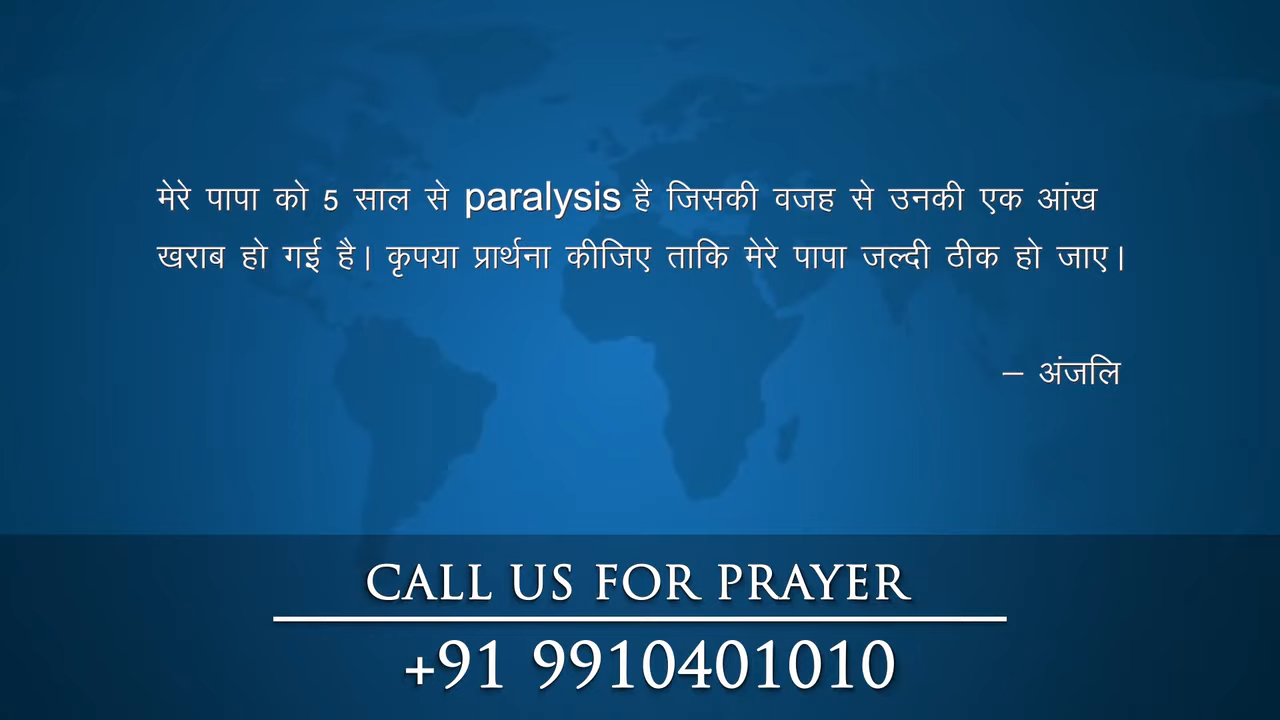 मेरे पापा को 5 साल से paralysis है जिसकी वजह से उनकी एक आंख
खराब हो गई है। कृपया प्रार्थना कीजिए ताकि मेरे पापा जल्दी ठीक हो जाए।
– अंजलि
CALL US FOR PRAYER
+91 9910401010